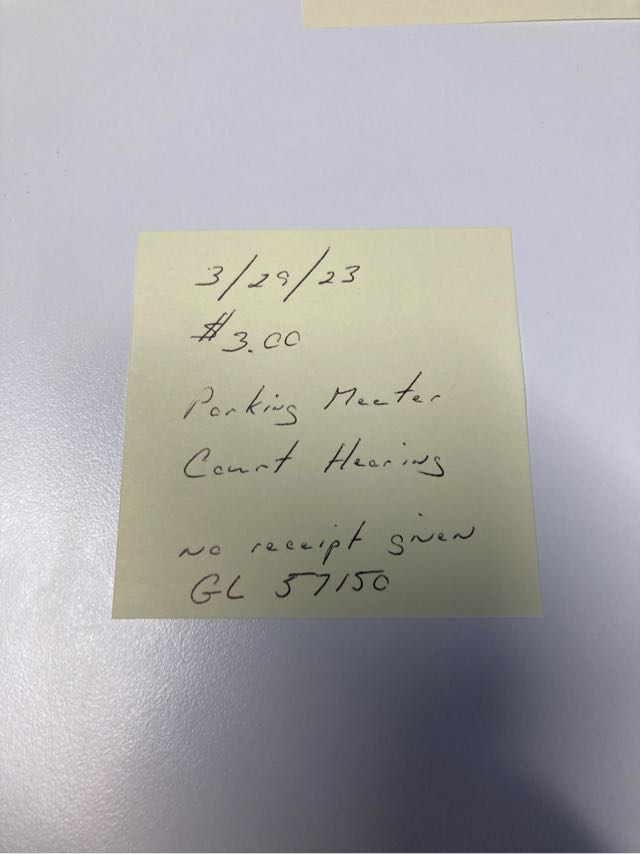 3/29/23
$3.00
Parking Meeter
Court Hearing
no receipt given
GL 57150